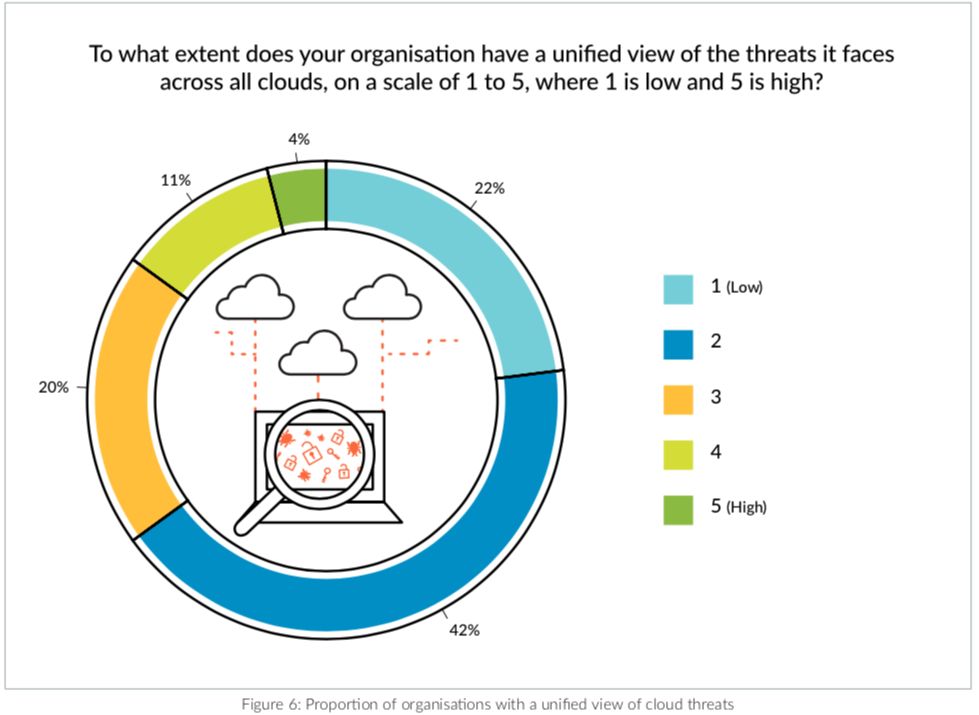 To what extent does your organisation have a unified view of the threats it faces
across all clouds, on a scale of 1 to 5, where 1 is low and 5 is high?
4%
11%
22%
20%
42%
1 (Low)
2
3
4
5 (High)
Figure 6: Proportion of organisations with a unified view of cloud threats